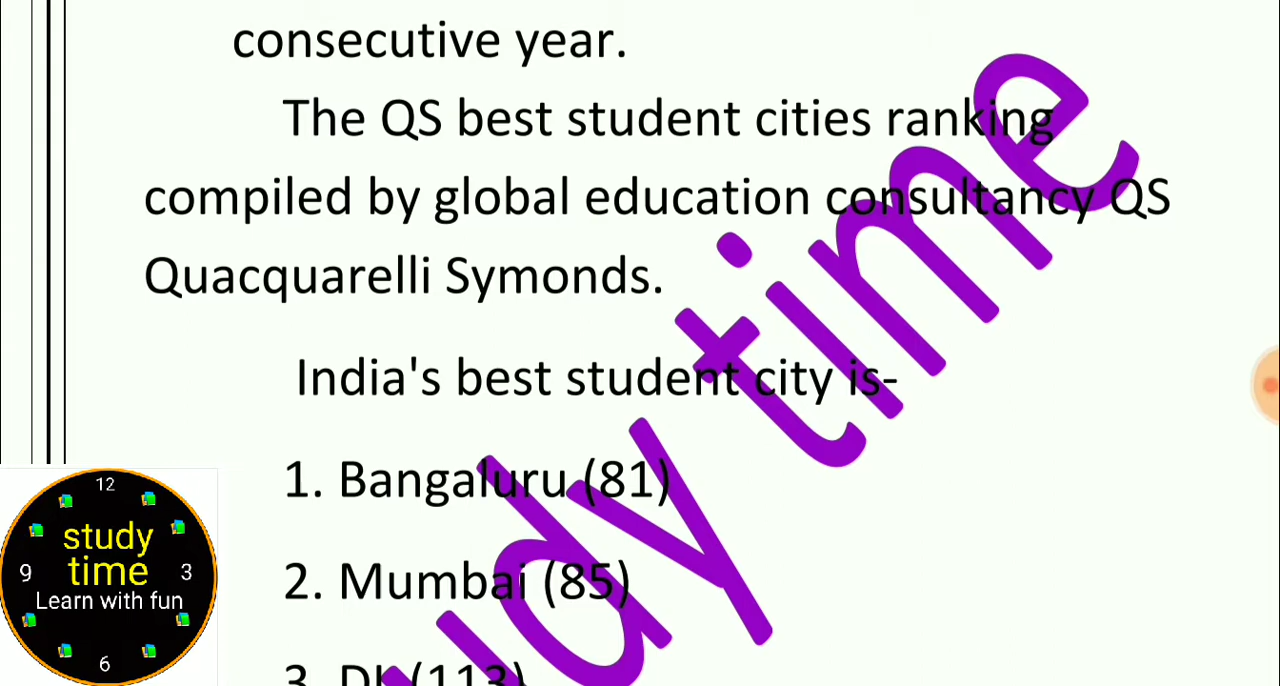 consecutive year.
The QS best student cities ranking
compiled by global education consultancy QS
Quacquarelli Symonds.
India's best student city is-
1. Bangaluru (81)
2. Mumbai (85)
3. (113)
study time
12
study
time
9
3
Learn with fun
6